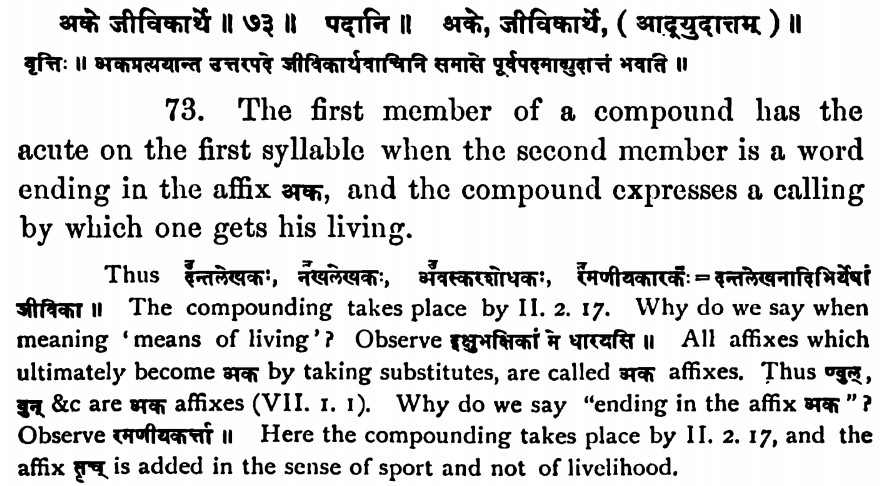 अके जीविकार्थे ॥ ७३ ॥ पदानि ॥ अके, जीविकार्थे, ( आद्युदात्तम् ) ॥
वृत्तिः ॥ अकप्रत्ययान्त उत्तरपदे जीविकार्थवाचिनि समासे पूर्वपदमाद्युदात्तं भवति ॥
73. The first member of a compound has the
acute on the first syllable when the second member is a word
ending in the affix अक, and the compound expresses a calling
by which one gets his living.
Thus दन्तलेखकः, नखलेखकः, अवस्करशोधकः, रमणीयकारकः = दन्तलेखनादिभिर्येषां
जीविका ॥ The compounding takes place by II. 2. 17. Why do we say when
meaning ‘means of living’? Observe इक्षुभक्षिकां मे धारयसि ॥ All affixes which
ultimately become अक by taking substitutes, are called अक affixes. Thus ण्वुल्,
वुन् &c are अक affixes (VII. 1. 1). Why do we say “ending in the affix अक”?
Observe रमणीयकर्त्ता ॥ Here the compounding takes place by II. 2. 17, and the
affix तृच् is added in the sense of sport and not of livelihood.